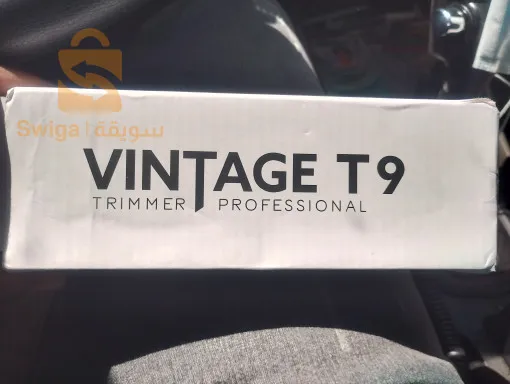 Swiga | سويقة
VINTAGE T9
TRIMMER PROFESSIONAL